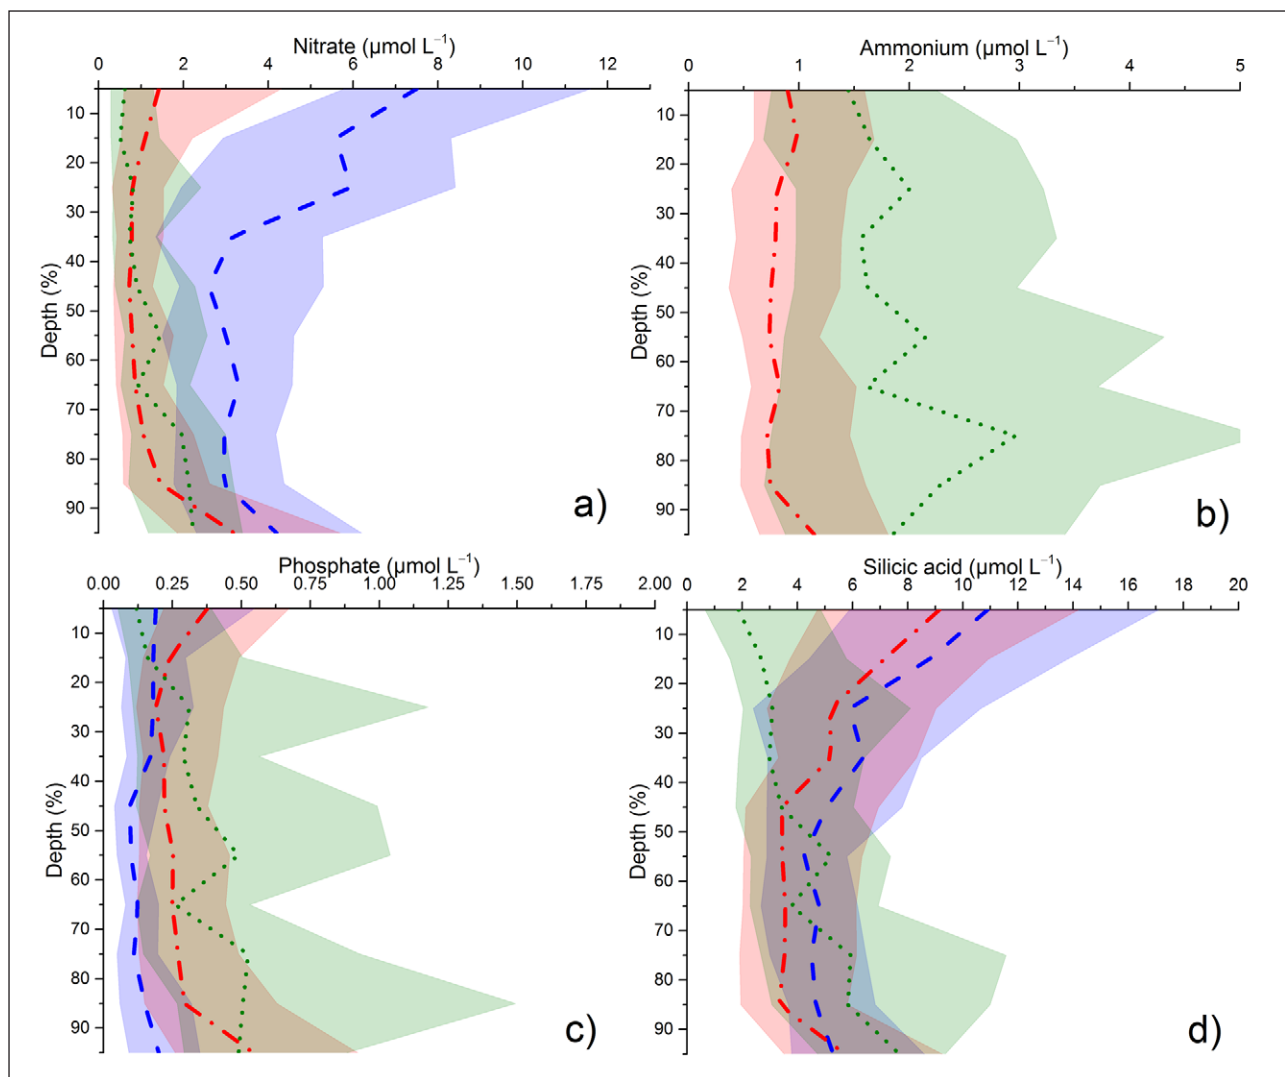 Nitrate (µmol L⁻¹)
0 2 4 6 8 10 12
Depth (%)
10
20
30
40
50
60
70
80
90
a)
Ammonium (µmol L⁻¹)
0 1 2 3 4 5
Depth (%)
10
20
30
40
50
60
70
80
90
b)
Phosphate (µmol L⁻¹)
0.00 0.25 0.50 0.75 1.00 1.25 1.50 1.75 2.00
Depth (%)
10
20
30
40
50
60
70
80
90
c)
Silicic acid (µmol L⁻¹)
0 2 4 6 8 10 12 14 16 18 20
Depth (%)
10
20
30
40
50
60
70
80
90
d)